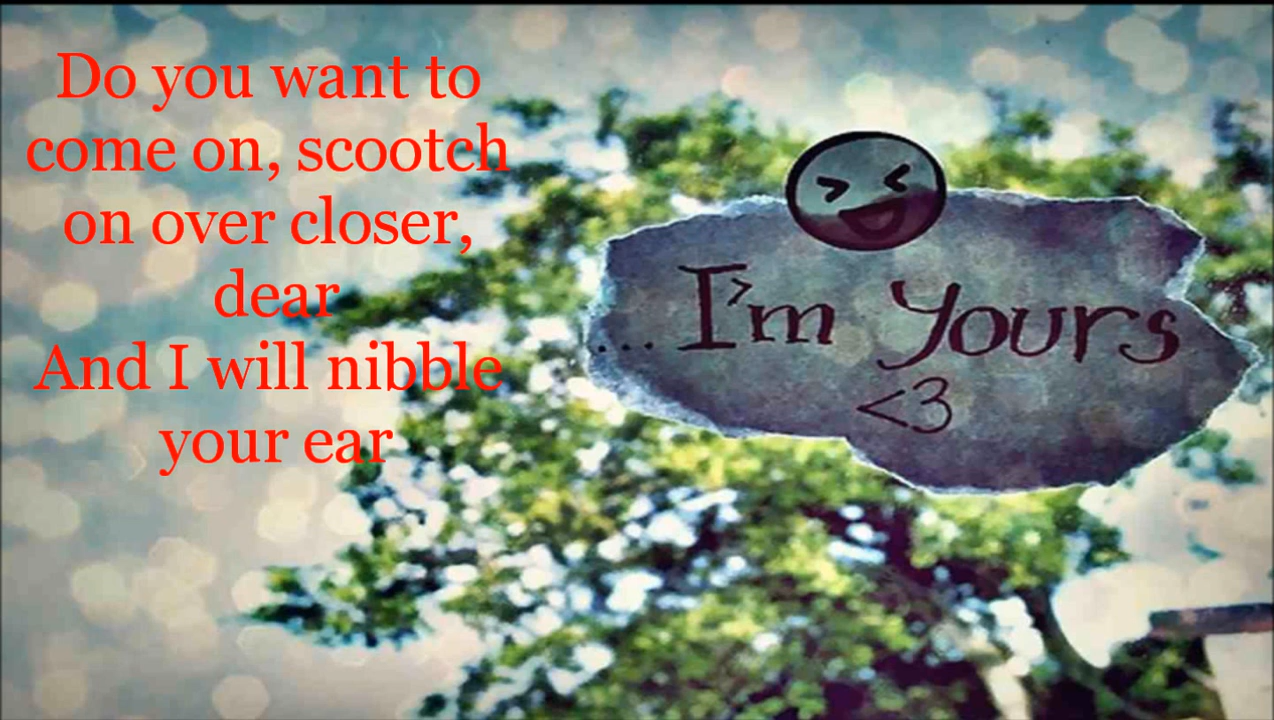 Do you want to
come on, scootch
on over closer,
dear
And I will nibble
your ear
... I'm yours
<3